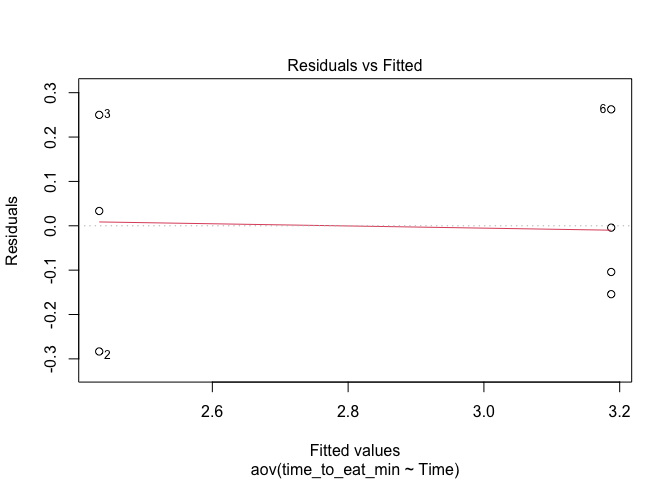 Residuals vs Fitted
0.3
0.2
0.1
0.0
-0.1
-0.2
-0.3
Residuals
3
6
2
2.6 2.8 3.0 3.2
Fitted values
aov(time_to_eat_min ~ Time)